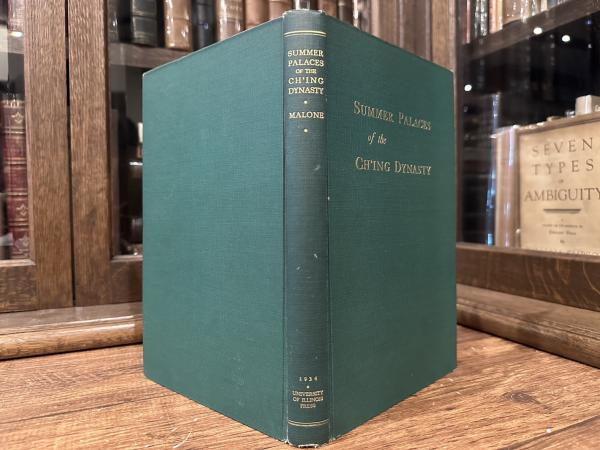 SUMMER
PALACES
OF THE
CH'ING
DYNASTY
MALONE
1934
UNIVERSITY
OF ILLINOIS
PRESS
SUMMER PALACES
of the
CH'ING DYNASTY
SEVEN
TYPES
OF
AMBIGUITY